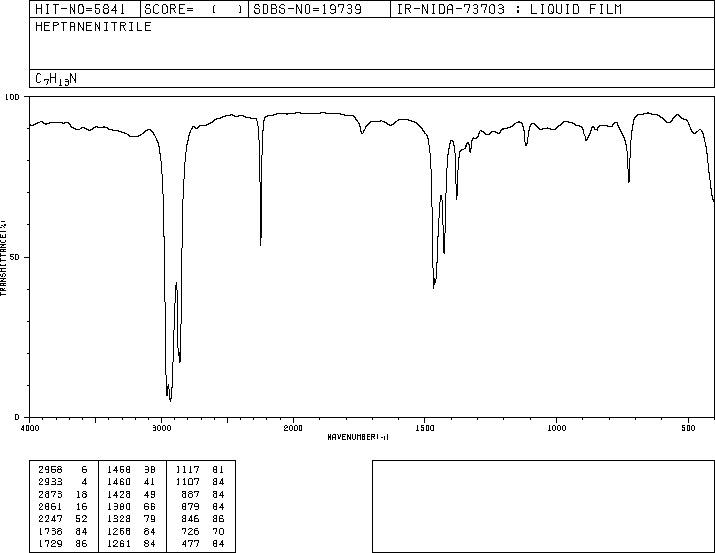 HIT-NO=5841 SCORE= ( ) SDBS-NO=19739 IR-NIDA-73703 : LIQUID FILM
HEPTANENITRILE
C7H13N
TRANSMITTANCE(%)
100
50
0
4000 3000 2000 1500 1000 500
WAVENUMBER(-1)
2958 6 1468 38 1117 81
2933 4 1460 41 1107 84
2873 18 1428 49 887 84
2861 16 1380 66 879 84
2247 52 1328 79 846 86
1738 84 1268 84 726 70
1729 86 1261 84 477 84